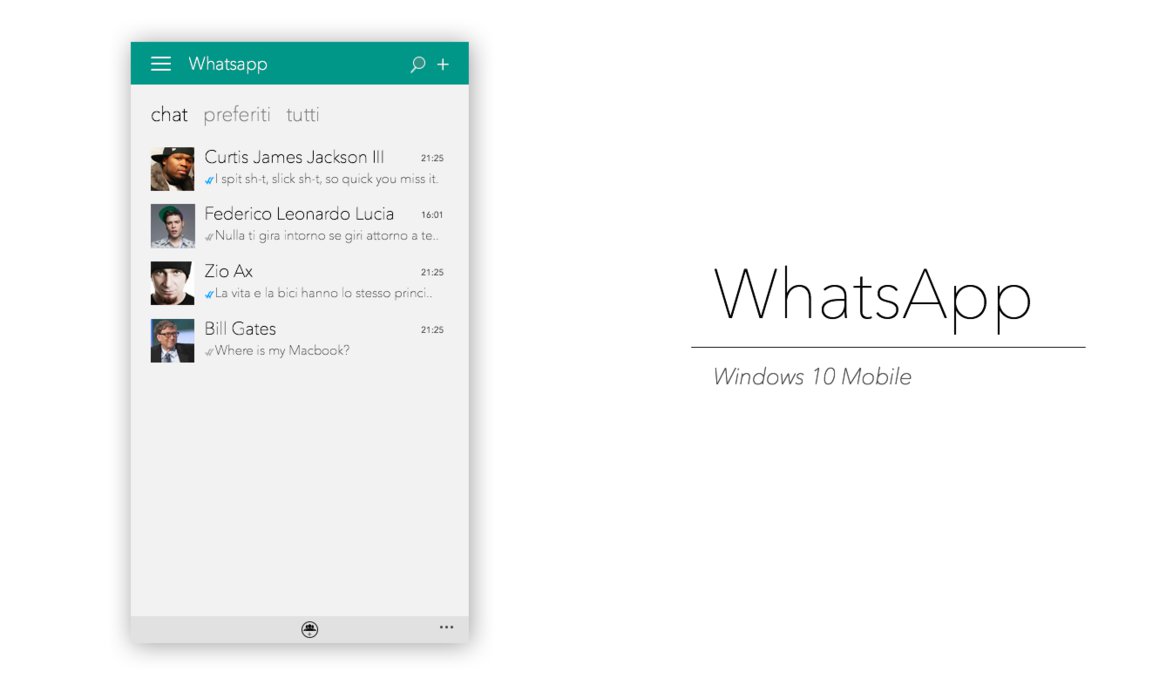 Whatsapp
chat preferiti tutti
Curtis James Jackson III 21:25
I spit sh-t, slick sh-t, so quick you miss it.
Federico Leonardo Lucia 16:01
Nulla ti gira intorno se giri attorno a te..
Zio Ax 21:25
La vita e la bici hanno lo stesso princi..
Bill Gates 21:25
Where is my Macbook?
WhatsApp
Windows 10 Mobile